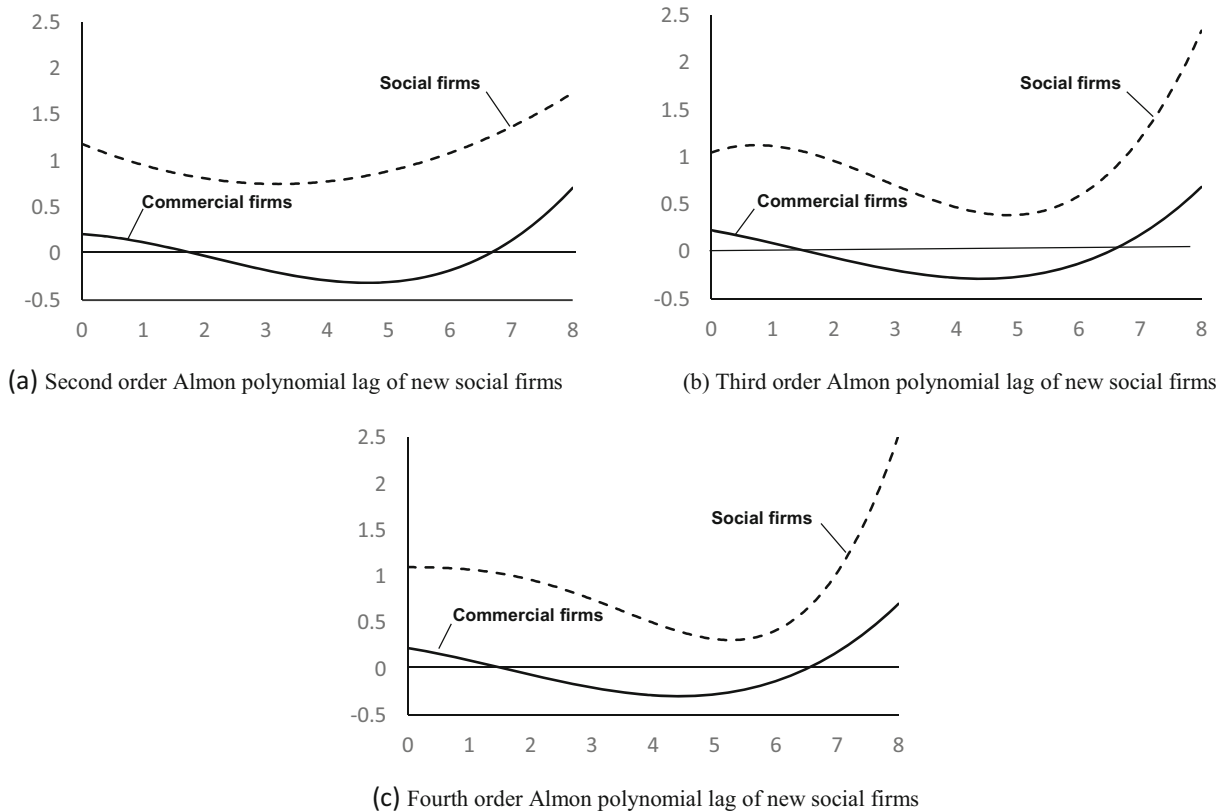 2.5
2
1.5
1
0.5
0
-0.5
Social firms
Commercial firms
0 1 2 3 4 5 6 7 8
(a) Second order Almon polynomial lag of new social firms
2.5
2
1.5
1
0.5
0
-0.5
Social firms
Commercial firms
0 1 2 3 4 5 6 7 8
(b) Third order Almon polynomial lag of new social firms
2.5
2
1.5
1
0.5
0
-0.5
Social firms
Commercial firms
0 1 2 3 4 5 6 7 8
(c) Fourth order Almon polynomial lag of new social firms